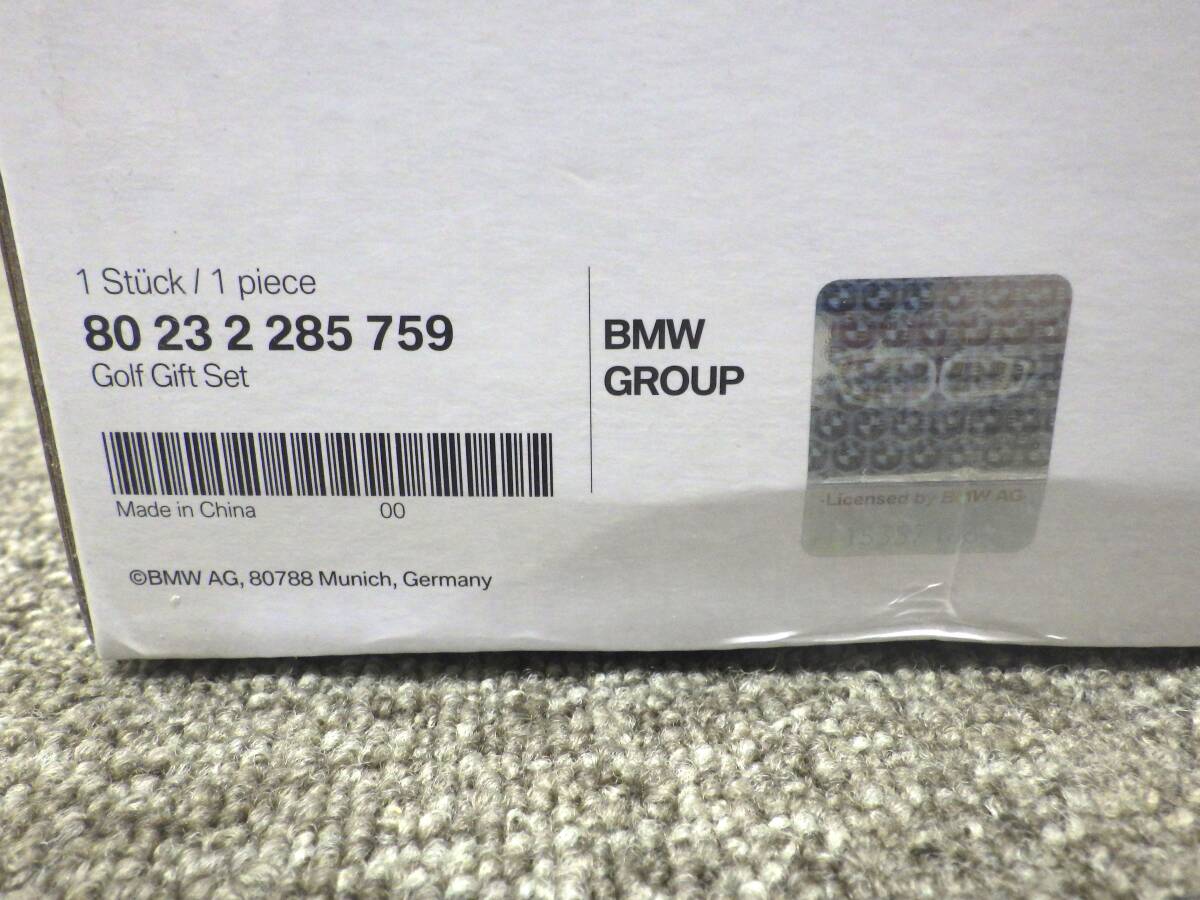 1 Stück / 1 piece
80 23 2 285 759
Golf Gift Set
Made in China 00
©BMW AG, 80788 Munich, Germany
BMW
GROUP
-Licensed by BMW AG-